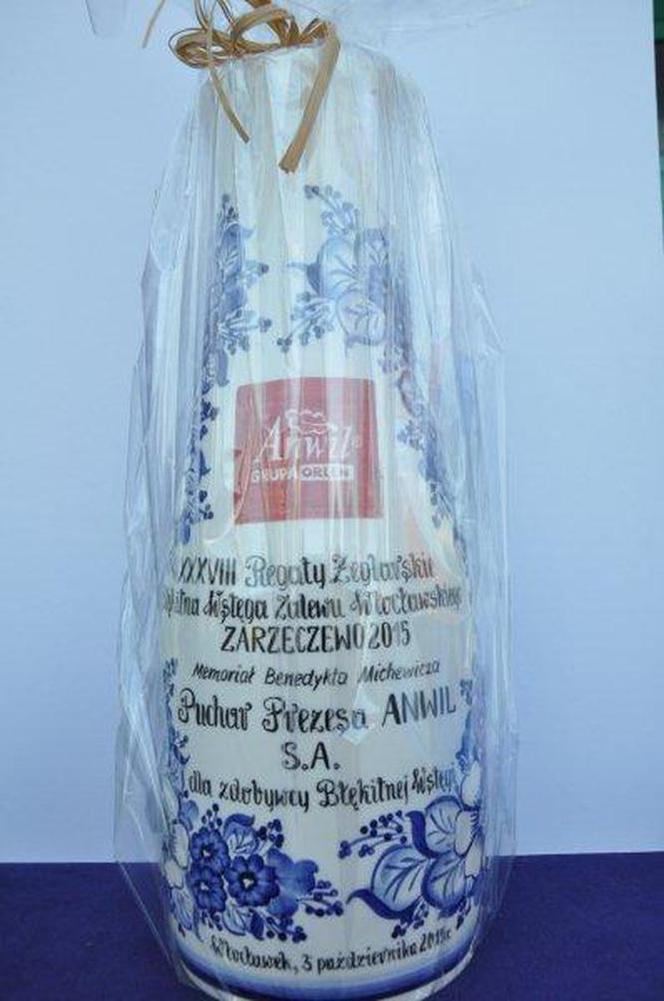 Anwil
GRUPA ORLEN
XXXVIII Regaty Żeglarskie
Wstęga Zalewu Włocławskiego
ZARZECZEWO 2015
Memoriał Benedykta Michewicza
Puchar Prezesa ANWIL
S.A.
dla zdobywcy Błękitnej Wstęgi
Włocławek, 3 października 2015r.